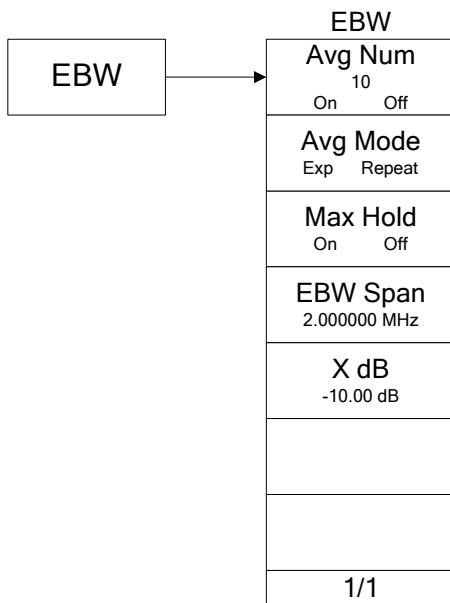 EBW
EBW
Avg Num
10
On Off
Avg Mode
Exp Repeat
Max Hold
On Off
EBW Span
2.000000 MHz
X dB
-10.00 dB
1/1